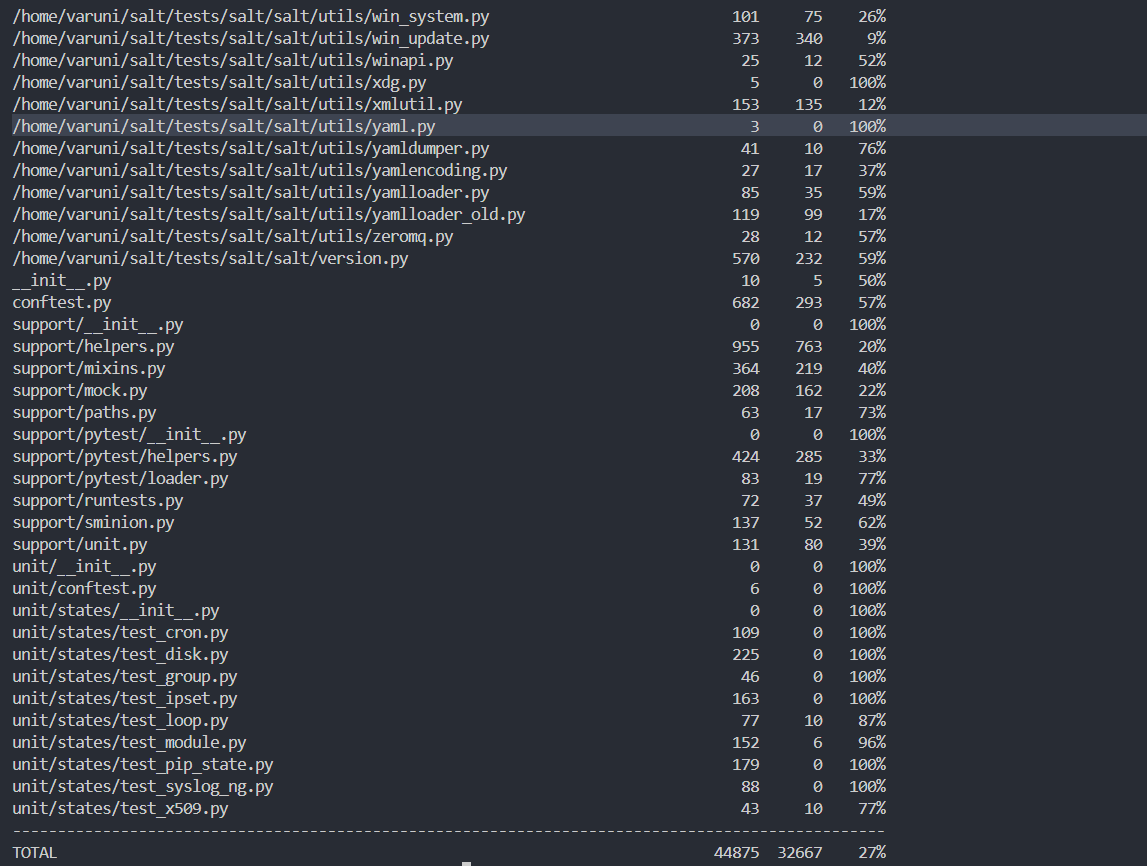 /home/varuni/salt/tests/salt/salt/utils/win_system.py 101 75 26%
/home/varuni/salt/tests/salt/salt/utils/win_update.py 373 340 9%
/home/varuni/salt/tests/salt/salt/utils/winapi.py 25 12 52%
/home/varuni/salt/tests/salt/salt/utils/xdg.py 5 0 100%
/home/varuni/salt/tests/salt/salt/utils/xmlutil.py 153 135 12%
/home/varuni/salt/tests/salt/salt/utils/yaml.py 3 0 100%
/home/varuni/salt/tests/salt/salt/utils/yamldumper.py 41 10 76%
/home/varuni/salt/tests/salt/salt/utils/yamlencoding.py 27 17 37%
/home/varuni/salt/tests/salt/salt/utils/yamlloader.py 85 35 59%
/home/varuni/salt/tests/salt/salt/utils/yamlloader_old.py 119 99 17%
/home/varuni/salt/tests/salt/salt/utils/zeromq.py 28 12 57%
/home/varuni/salt/tests/salt/salt/version.py 570 232 59%
__init__.py 10 5 50%
conftest.py 682 293 57%
support/__init__.py 0 0 100%
support/helpers.py 955 763 20%
support/mixins.py 364 219 40%
support/mock.py 208 162 22%
support/paths.py 63 17 73%
support/pytest/__init__.py 0 0 100%
support/pytest/helpers.py 424 285 33%
support/pytest/loader.py 83 19 77%
support/runtests.py 72 37 49%
support/sminion.py 137 52 62%
support/unit.py 131 80 39%
unit/__init__.py 0 0 100%
unit/conftest.py 6 0 100%
unit/states/__init__.py 0 0 100%
unit/states/test_cron.py 109 0 100%
unit/states/test_disk.py 225 0 100%
unit/states/test_group.py 46 0 100%
unit/states/test_ipset.py 163 0 100%
unit/states/test_loop.py 77 10 87%
unit/states/test_module.py 152 6 96%
unit/states/test_pip_state.py 179 0 100%
unit/states/test_syslog_ng.py 88 0 100%
unit/states/test_x509.py 43 10 77%
-------------------------------------------------------------------------------------------------
TOTAL 44875 32667 27%